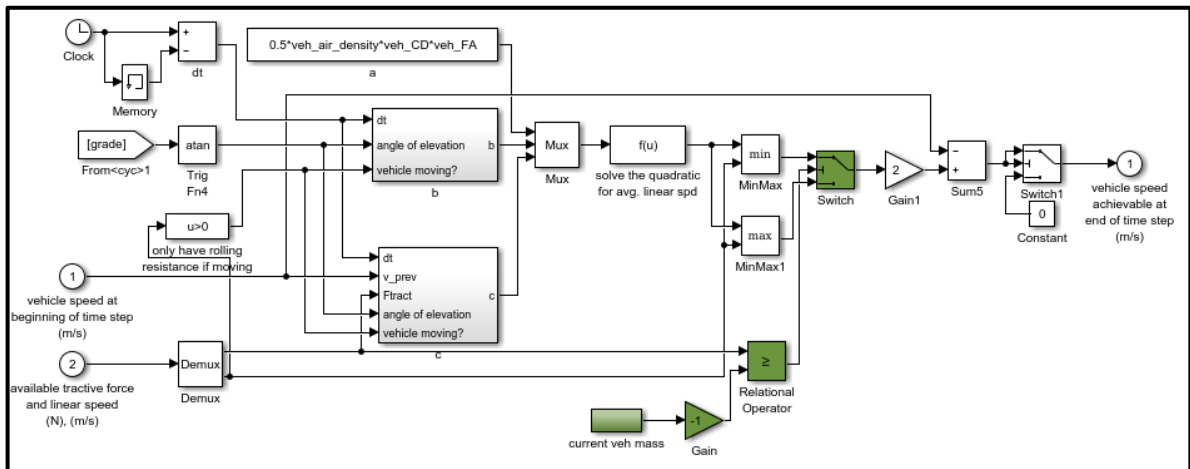 Clock
+
−
dt
Memory
0.5*veh_air_density*veh_CD*veh_FA
a
[grade]
From<cyc>1
atan
Trig
Fn4
dt
angle of elevation
vehicle moving?
b
b
u>0
only have rolling
resistance if moving
1
vehicle speed at
beginning of time step
(m/s)
dt
v_prev
Ftract
angle of elevation
vehicle moving?
c
c
2
available tractive force
and linear speed
(N), (m/s)
Demux
Demux
Mux
Mux
f(u)
solve the quadratic
for avg. linear spd
min
MinMax
max
MinMax1
Switch
2
Gain1
−
+
Sum5
Switch1
0
Constant
1
vehicle speed
achievable at
end of time step
(m/s)
≥
Relational
Operator
current veh mass
-1
Gain